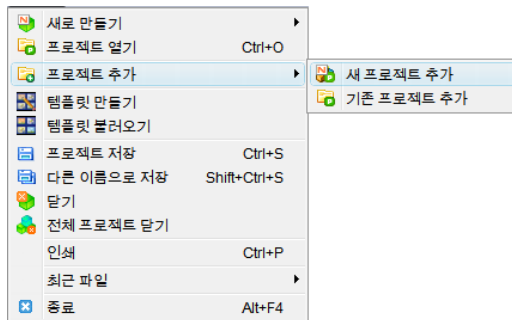 새로 만들기
프로젝트 열기 Ctrl+O
프로젝트 추가
새 프로젝트 추가
기존 프로젝트 추가
템플릿 만들기
템플릿 불러오기
프로젝트 저장 Ctrl+S
다른 이름으로 저장 Shift+Ctrl+S
닫기
전체 프로젝트 닫기
인쇄 Ctrl+P
최근 파일
종료 Alt+F4